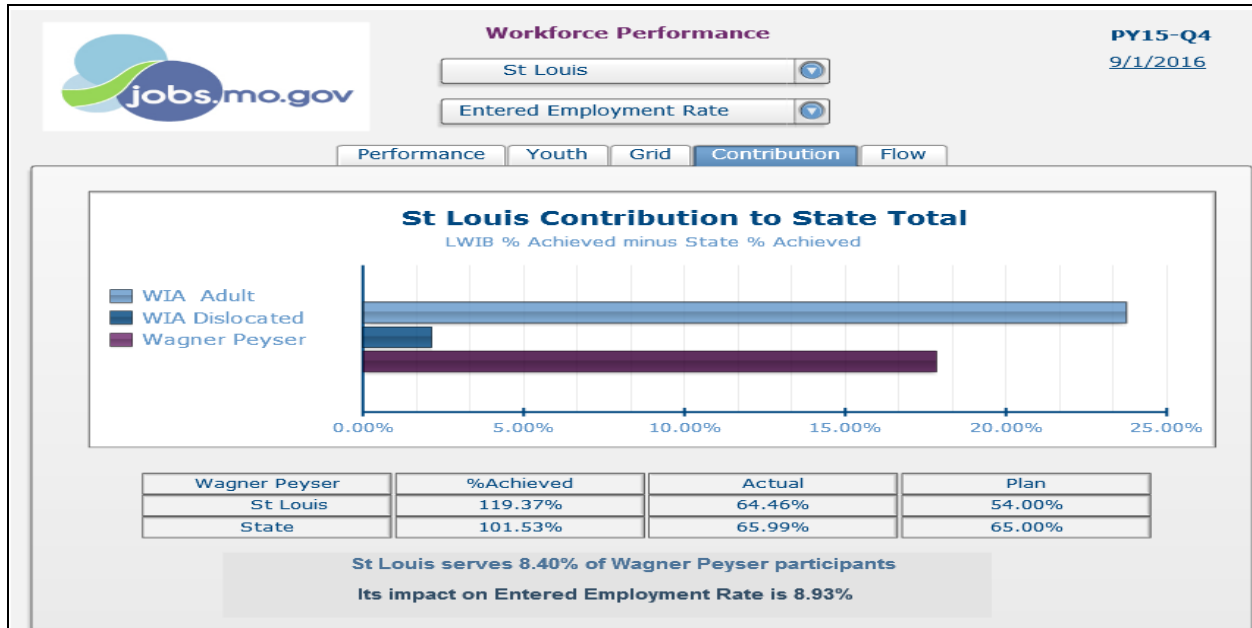 Workforce Performance
PY15-Q4
jobs.mo.gov
St Louis
9/1/2016
Entered Employment Rate
Performance Youth Grid Contribution Flow
St Louis Contribution to State Total
LWIB % Achieved minus State % Achieved
WIA Adult
WIA Dislocated
Wagner Peyser
0.00% 5.00% 10.00% 15.00% 20.00% 25.00%
Wagner Peyser %Achieved Actual Plan
St Louis 119.37% 64.46% 54.00%
State 101.53% 65.99% 65.00%
St Louis serves 8.40% of Wagner Peyser participants
Its impact on Entered Employment Rate is 8.93%